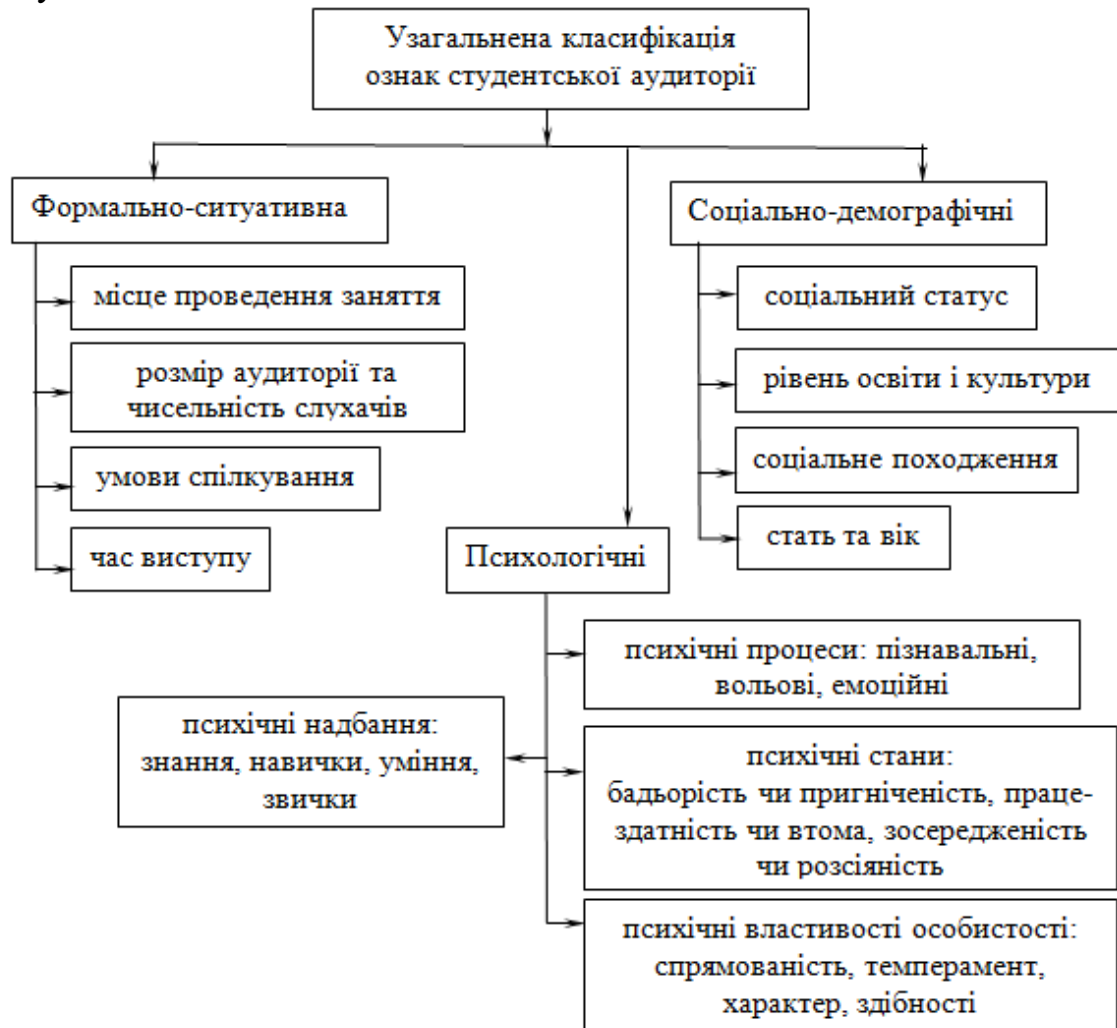 Узагальнена класифікація
ознак студентської аудиторії
Формально-ситуативна
місце проведення заняття
розмір аудиторії та
чисельність слухачів
умови спілкування
час виступу
Соціально-демографічні
соціальний статус
рівень освіти і культури
соціальне походження
стать та вік
Психологічні
психічні надбання:
знання, навички, уміння,
звички
психічні процеси: пізнавальні,
вольові, емоційні
психічні стани:
бадьорість чи пригніченість, праце-
здатність чи втома, зосередженість
чи розсіяність
психічні властивості особистості:
спрямованість, темперамент,
характер, здібності